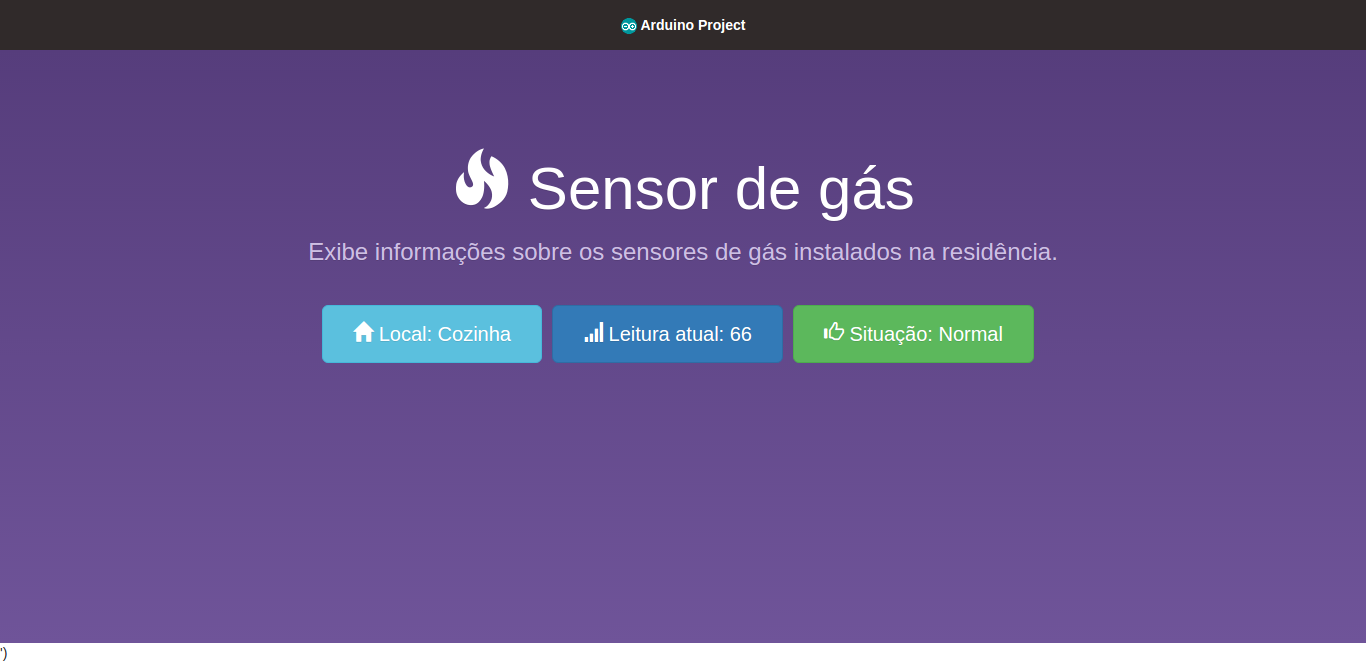 Arduino Project
Sensor de gás
Exibe informações sobre os sensores de gás instalados na residência.
Local: Cozinha
Leitura atual: 66
Situação: Normal
')